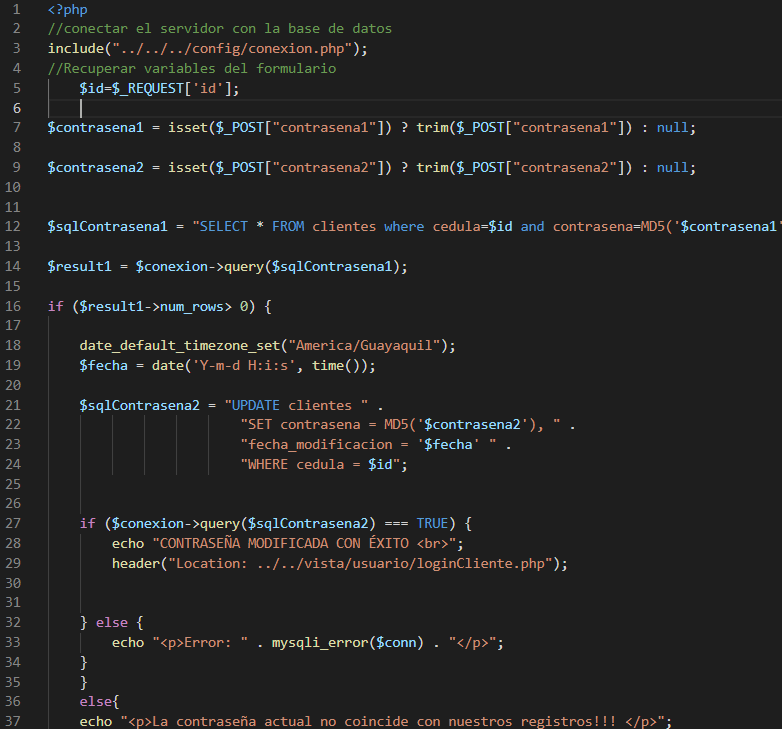 1 <?php
2 //conectar el servidor con la base de datos
3 include("../../../config/conexion.php");
4 //Recuperar variables del formulario
5 $id=$_REQUEST['id'];
6
7 $contrasena1 = isset($_POST["contrasena1"]) ? trim($_POST["contrasena1"]) : null;
8
9 $contrasena2 = isset($_POST["contrasena2"]) ? trim($_POST["contrasena2"]) : null;
10
11
12 $sqlContrasena1 = "SELECT * FROM clientes where cedula=$id and contrasena=MD5('$contrasena1'
13
14 $result1 = $conexion->query($sqlContrasena1);
15
16 if ($result1->num_rows> 0) {
17
18 date_default_timezone_set("America/Guayaquil");
19 $fecha = date('Y-m-d H:i:s', time());
20
21 $sqlContrasena2 = "UPDATE clientes " .
22 "SET contrasena = MD5('$contrasena2'), " .
23 "fecha_modificacion = '$fecha' " .
24 "WHERE cedula = $id";
25
26
27 if ($conexion->query($sqlContrasena2) === TRUE) {
28 echo "CONTRASEÑA MODIFICADA CON ÉXITO <br>";
29 header("Location: ../../vista/usuario/loginCliente.php");
30
31
32 } else {
33 echo "<p>Error: " . mysqli_error($conn) . "</p>";
34 }
35 }
36 else{
37 echo "<p>La contraseña actual no coincide con nuestros registros!!! </p>";